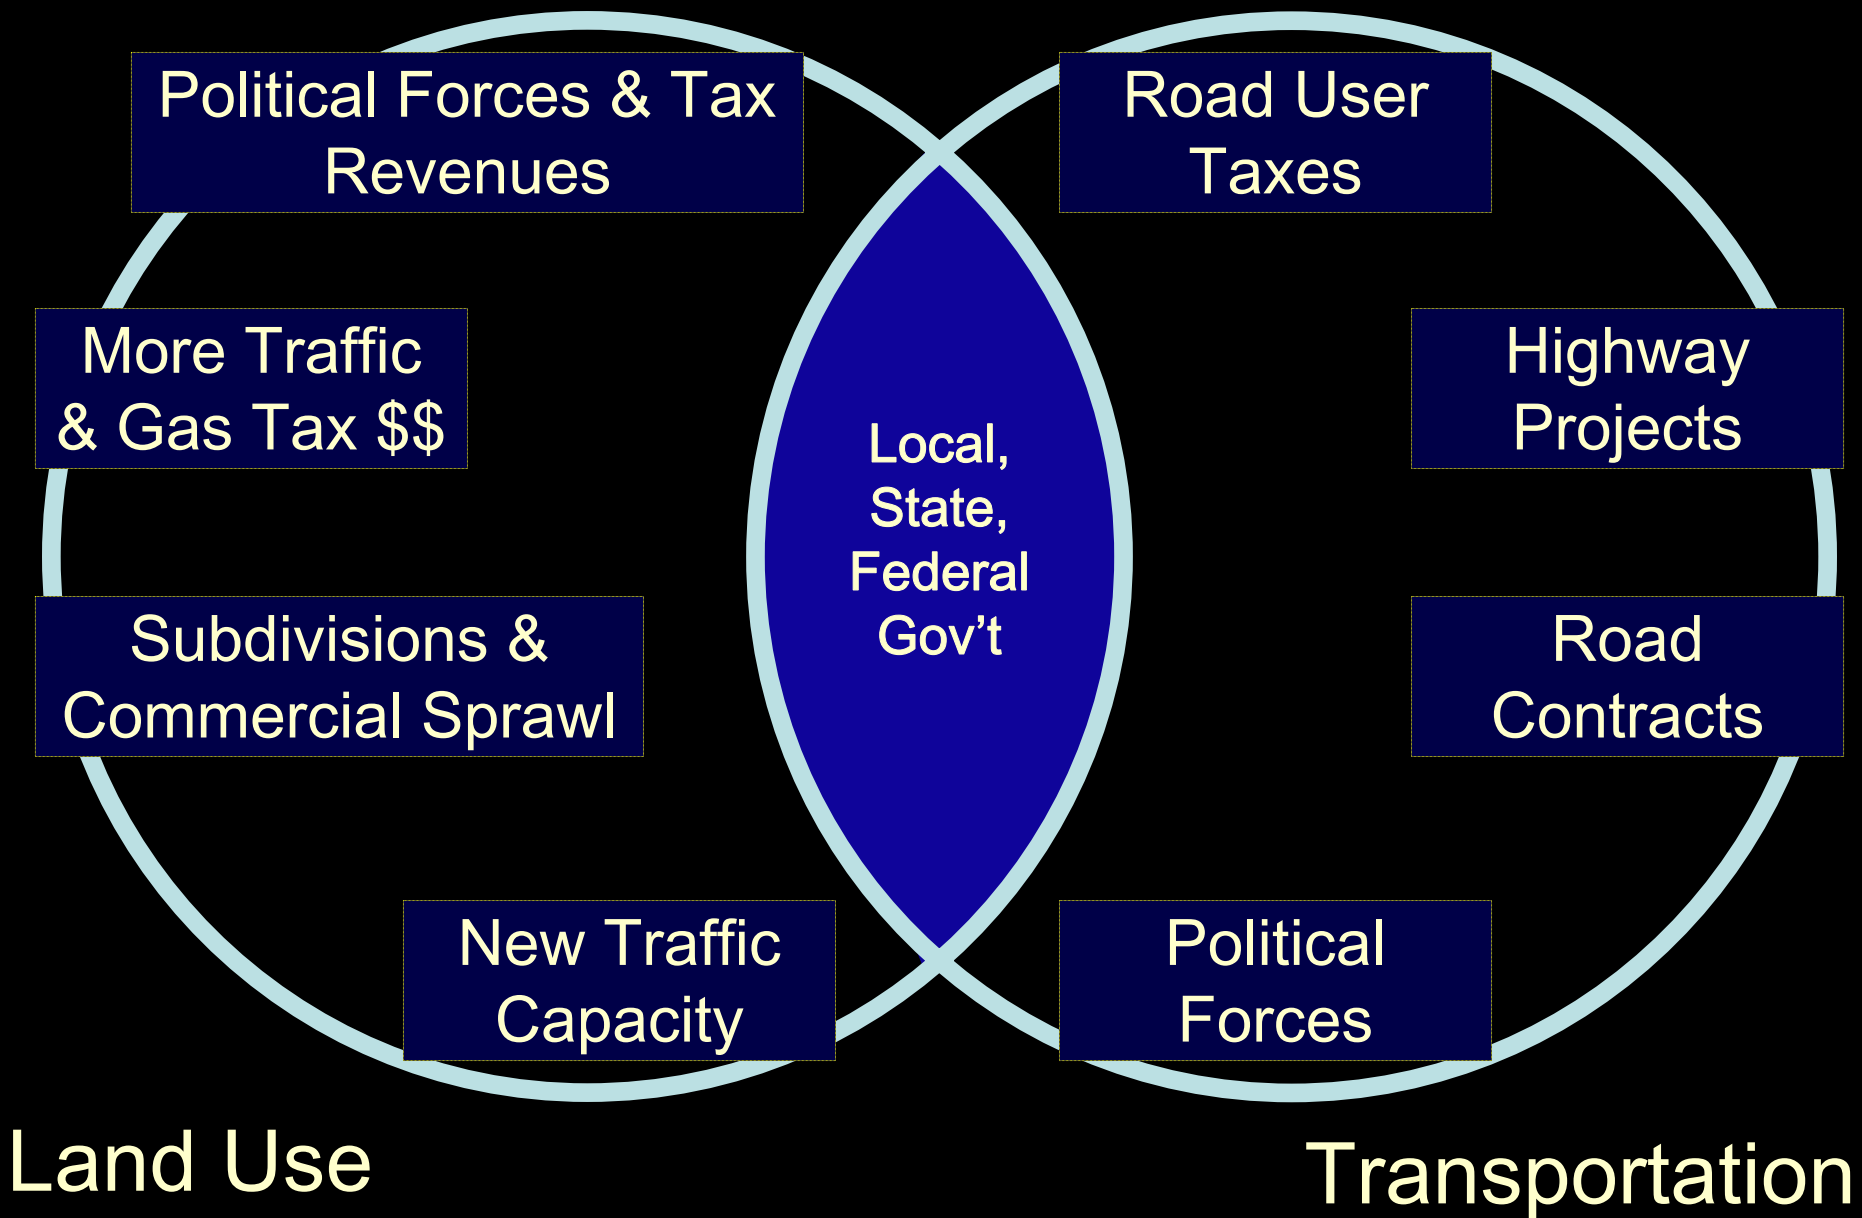 Political Forces & Tax
Revenues
Road User
Taxes
More Traffic
& Gas Tax $$
Highway
Projects
Local,
State,
Federal
Gov’t
Subdivisions &
Commercial Sprawl
Road
Contracts
New Traffic
Capacity
Political
Forces
Land Use
Transportation